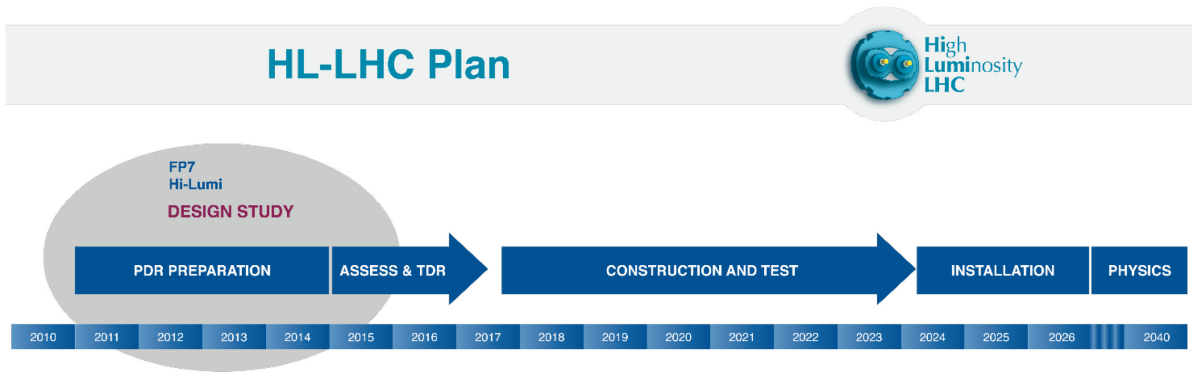 HL-LHC Plan
High
Luminosity
LHC
FP7
Hi-Lumi
DESIGN STUDY
PDR PREPARATION
ASSESS & TDR
CONSTRUCTION AND TEST
INSTALLATION
PHYSICS
2010 2011 2012 2013 2014 2015 2016 2017 2018 2019 2020 2021 2022 2023 2024 2025 2026 2040